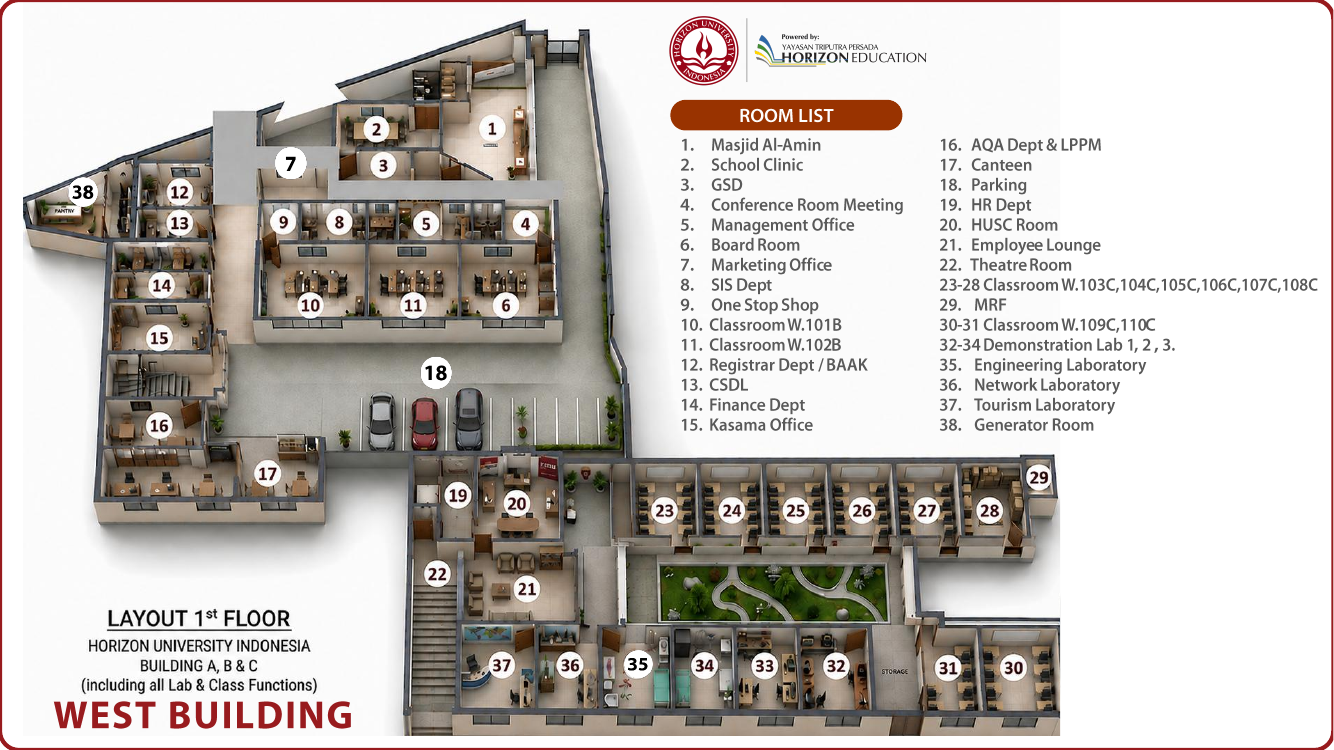 HORIZON UNIVERSITY
INDONESIA
Powered by:
YAYASAN TRIPUTRA PERSADA
HORIZON EDUCATION
ROOM LIST
1. Masjid Al-Amin
2. School Clinic
3. GSD
4. Conference Room Meeting
5. Management Office
6. Board Room
7. Marketing Office
8. SIS Dept
9. One Stop Shop
10. Classroom W.101B
11. Classroom W.102B
12. Registrar Dept / BAAK
13. CSDL
14. Finance Dept
15. Kasama Office
16. AQA Dept & LPPM
17. Canteen
18. Parking
19. HR Dept
20. HUSC Room
21. Employee Lounge
22. Theatre Room
23-28 Classroom W.103C,104C,105C,106C,107C,108C
29. MRF
30-31 Classroom W.109C,110C
32-34 Demonstration Lab 1, 2 , 3.
35. Engineering Laboratory
36. Network Laboratory
37. Tourism Laboratory
38. Generator Room
1
2
3
7
38
PANTRY
12
13
9
8
5
4
14
10
11
6
15
18
16
17
19
20
23
24
25
26
27
28
29
22
21
37
36
35
34
33
32
STORAGE
31
30
LAYOUT 1st FLOOR
HORIZON UNIVERSITY INDONESIA
BUILDING A, B & C
(including all Lab & Class Functions)
WEST BUILDING